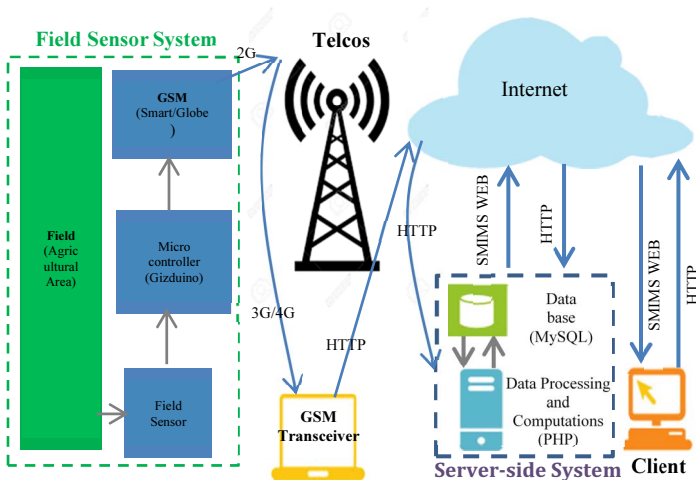 Field Sensor System
2G
Telcos
GSM
(Smart/Globe
)
Internet
Field
(Agric
ultural
Area)
Micro
controller
(Gizduino)
3G/4G
HTTP
HTTP
SMIMS WEB
HTTP
SMIMS WEB
HTTP
Data
base
(MySQL)
Field
Sensor
GSM
Transceiver
Data Processing
and
Computations
(PHP)
Server-side System
Client